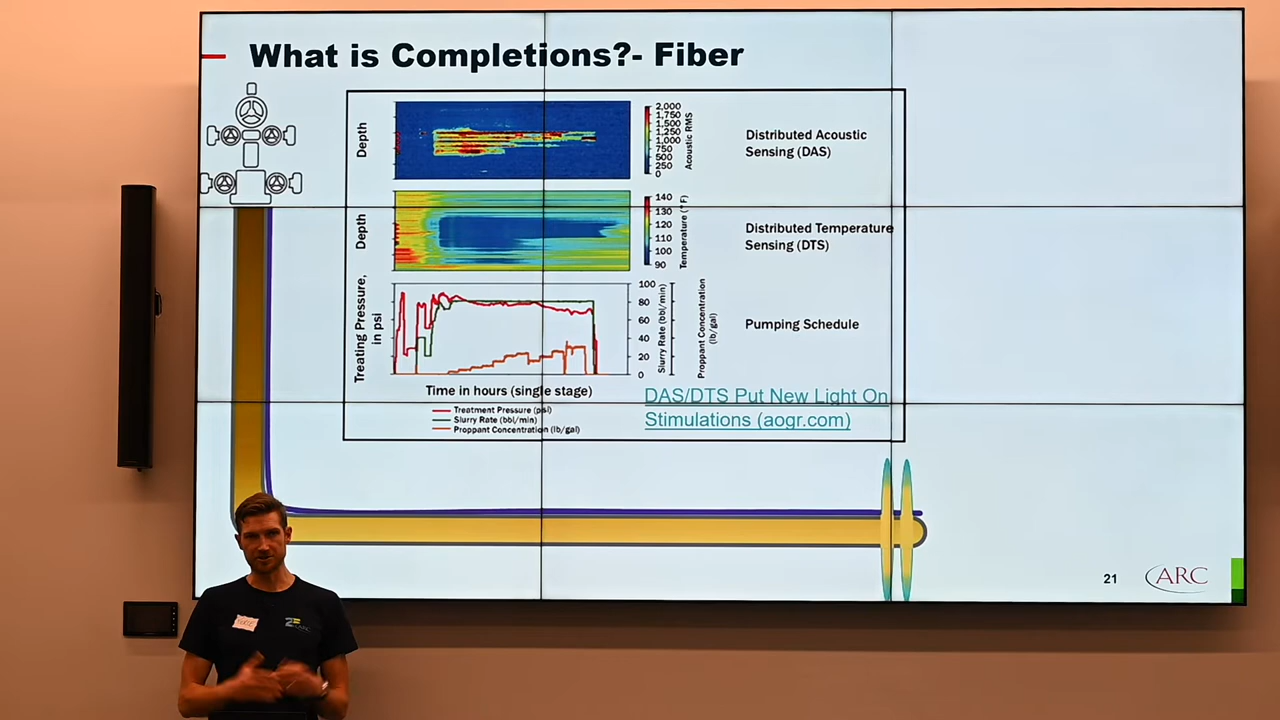 What is Completions?- Fiber
Depth
2,000
1,750
1,500
1,250
1,000
750
500
250
0
Acoustic RMS
Distributed Acoustic
Sensing (DAS)
Depth
140
130
120
110
100
90
Temperature (°F)
Distributed Temperature
Sensing (DTS)
Treating Pressure,
in psi
100
80
60
40
20
0
Slurry Rate (bbl/min)
Proppant Concentration
(lb/gal)
Pumping Schedule
Time in hours (single stage)
Treatment Pressure (psi)
Slurry Rate (bbl/min)
Proppant Concentration (lb/gal)
DAS/DTS Put New Light On
Stimulations (aogr.com)
21
ARC